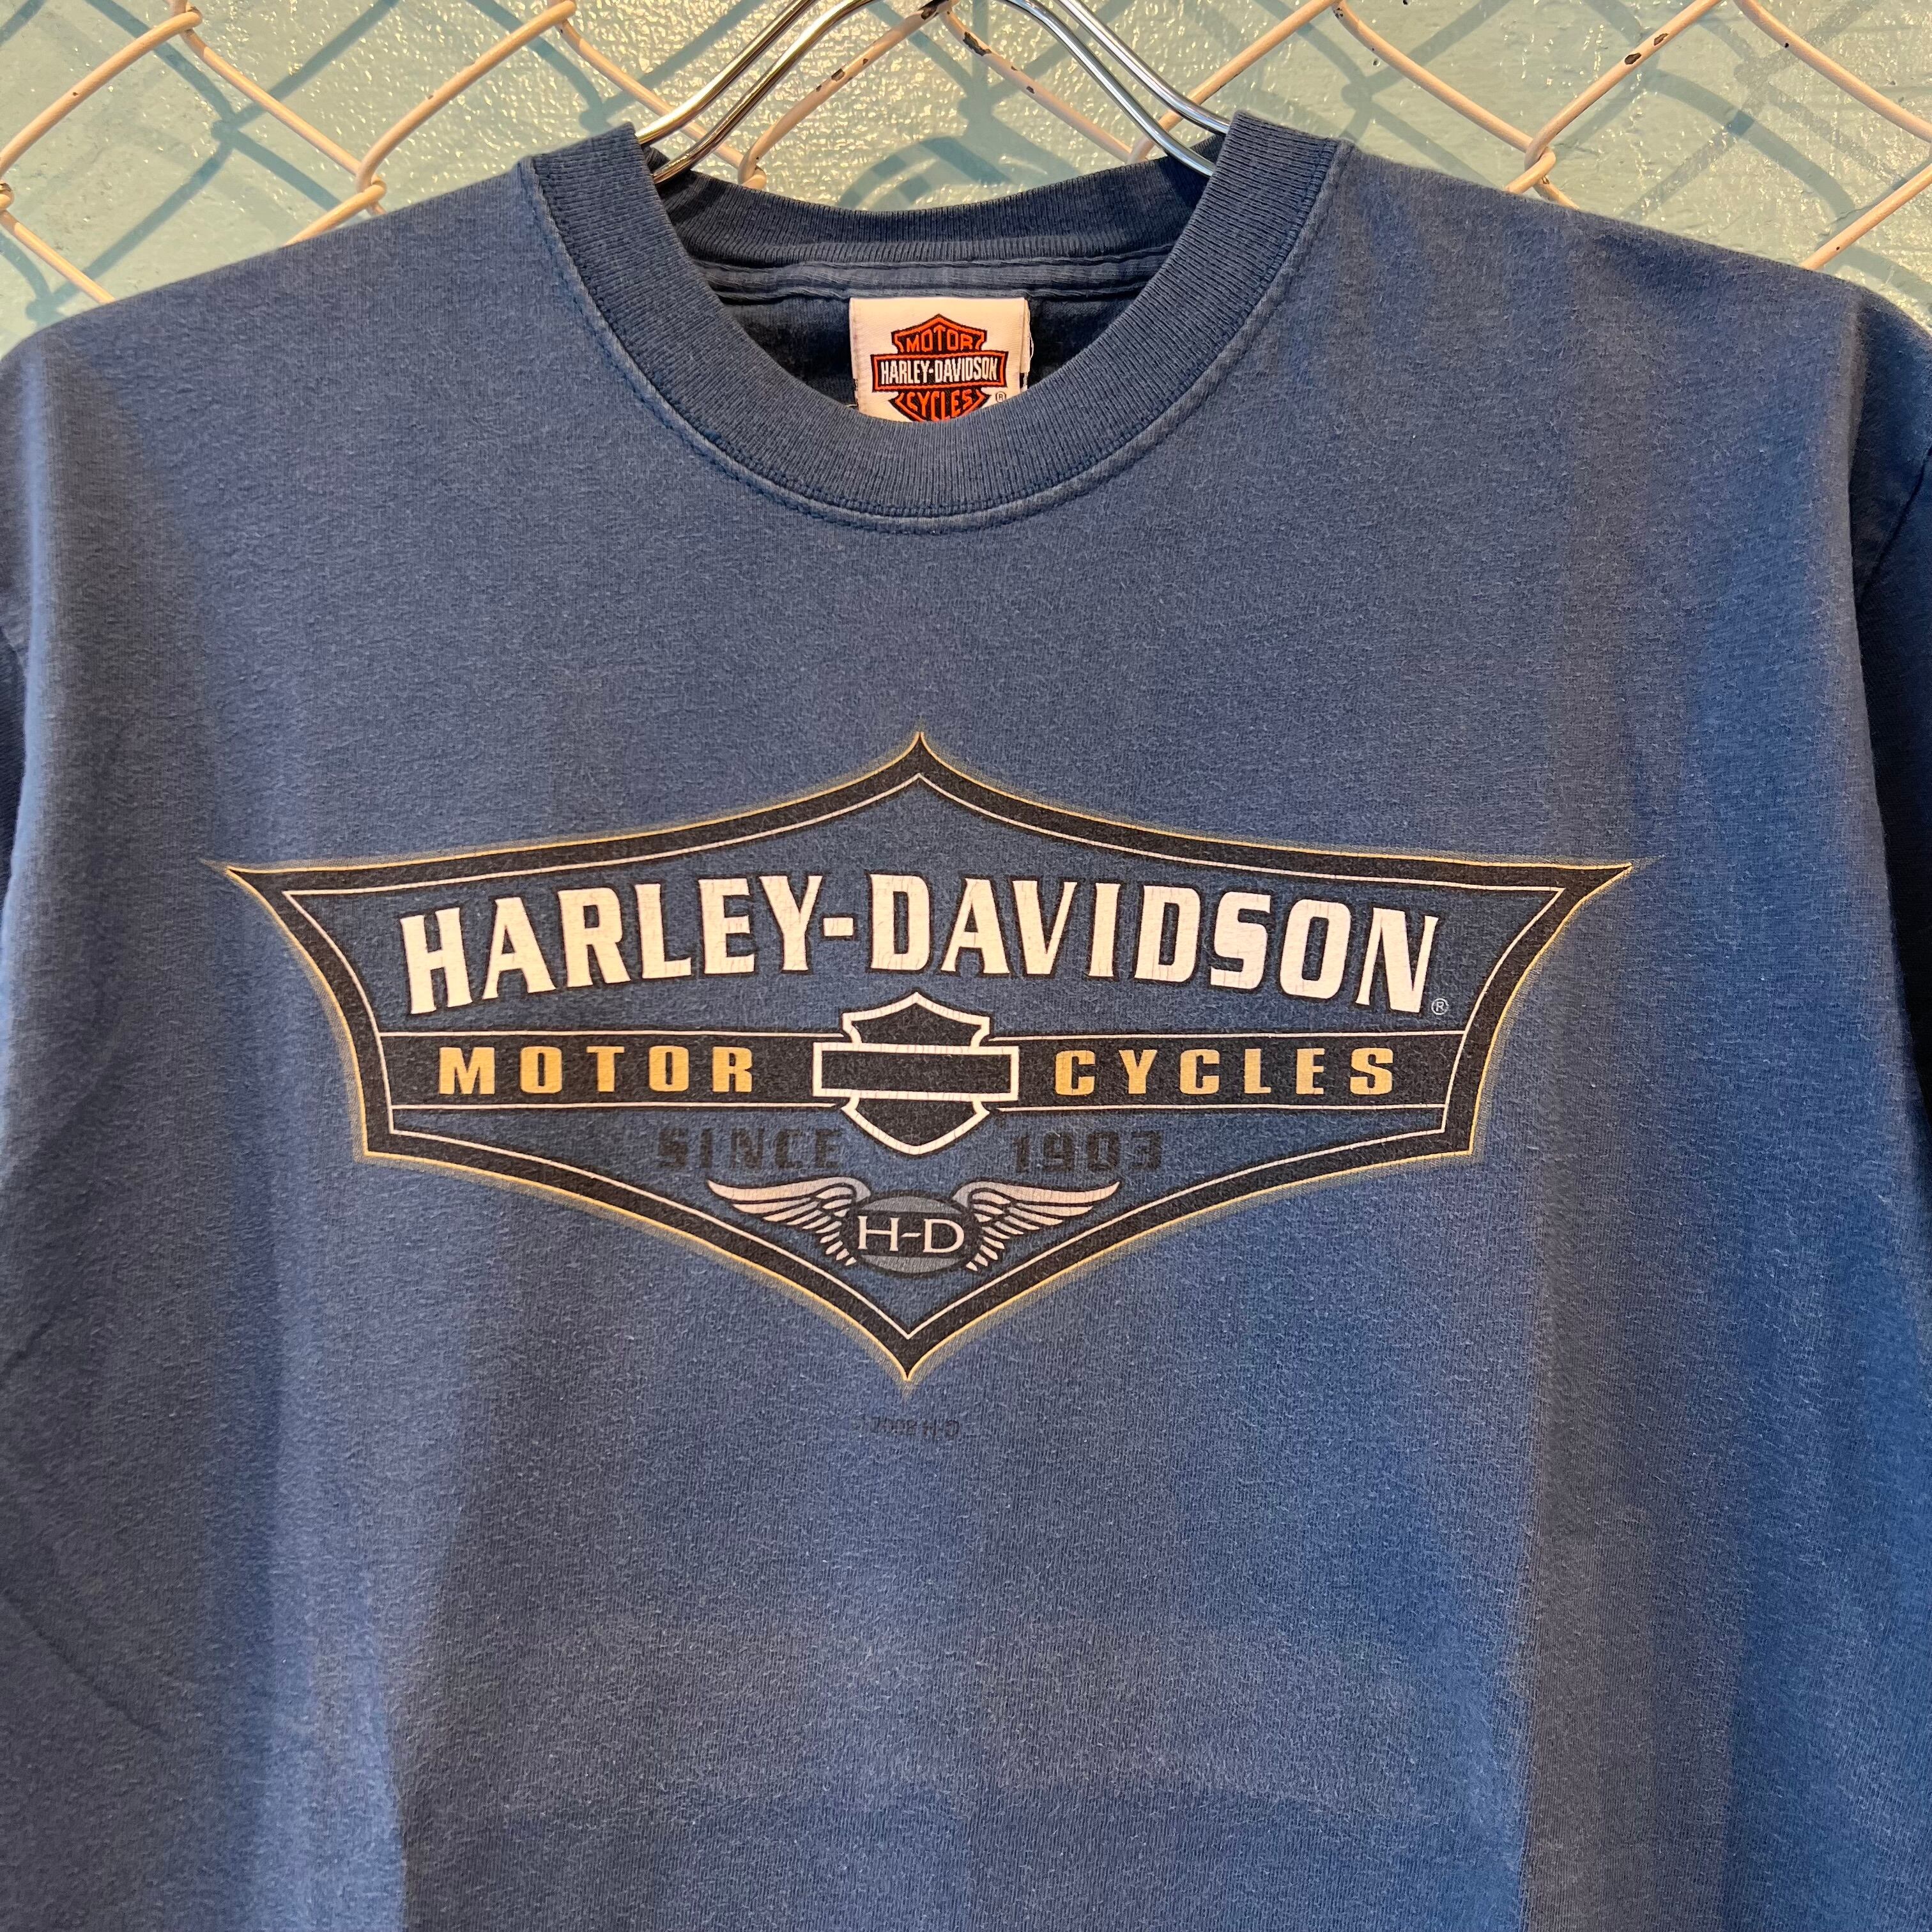 MOTOR
HARLEY-DAVIDSON
CYCLES ®
HARLEY-DAVIDSON ®
MOTOR CYCLES
SINCE 1903
H-D